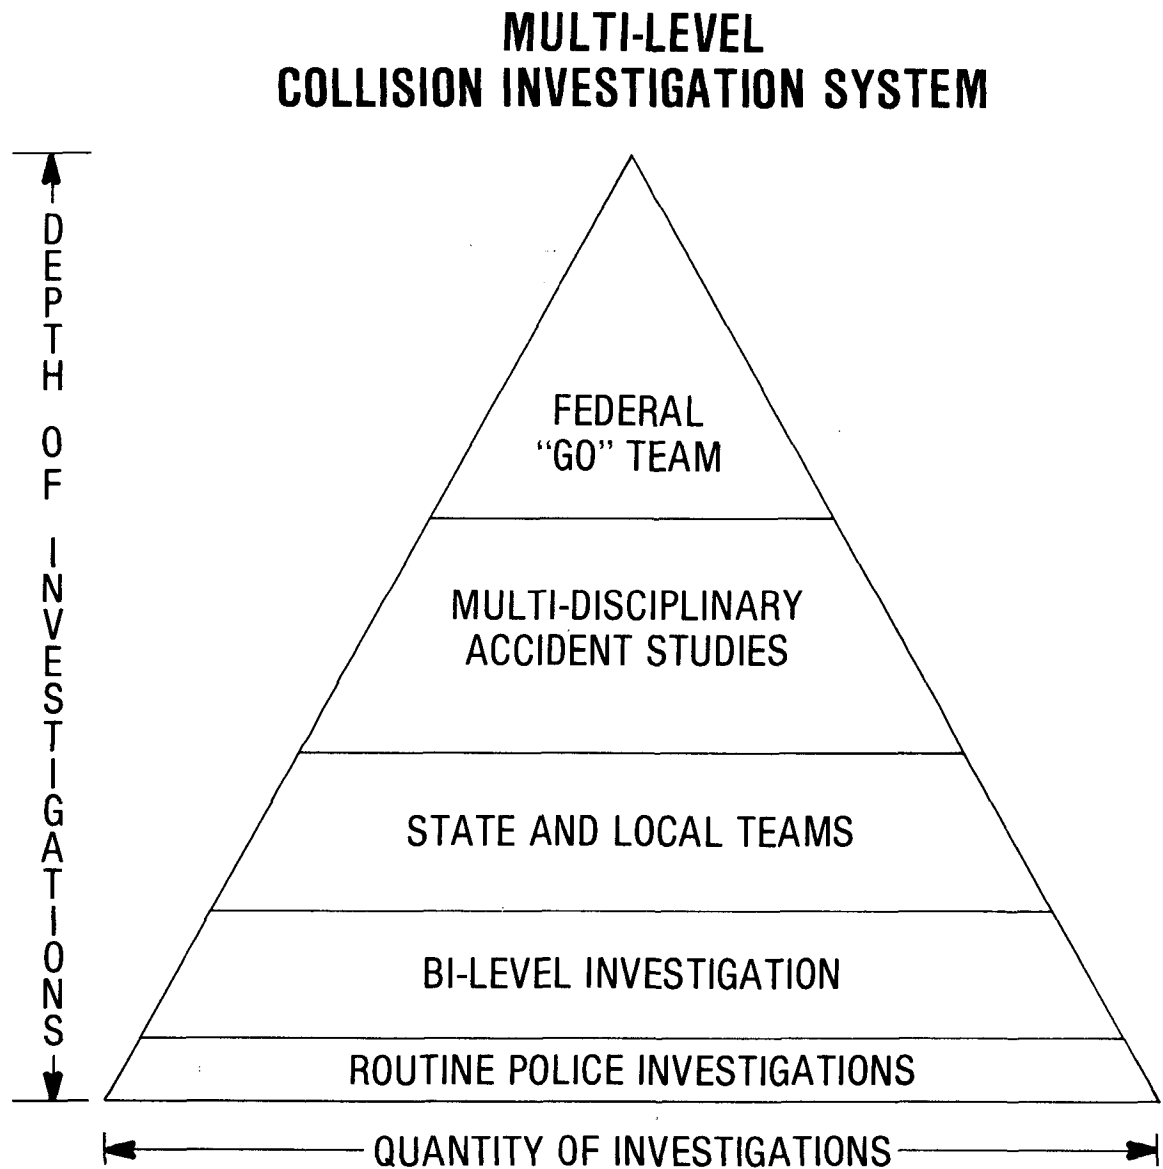 MULTI-LEVEL
COLLISION INVESTIGATION SYSTEM
DEPTH OF INVESTIGATIONS
FEDERAL
“GO” TEAM
MULTI-DISCIPLINARY
ACCIDENT STUDIES
STATE AND LOCAL TEAMS
BI-LEVEL INVESTIGATION
ROUTINE POLICE INVESTIGATIONS
QUANTITY OF INVESTIGATIONS